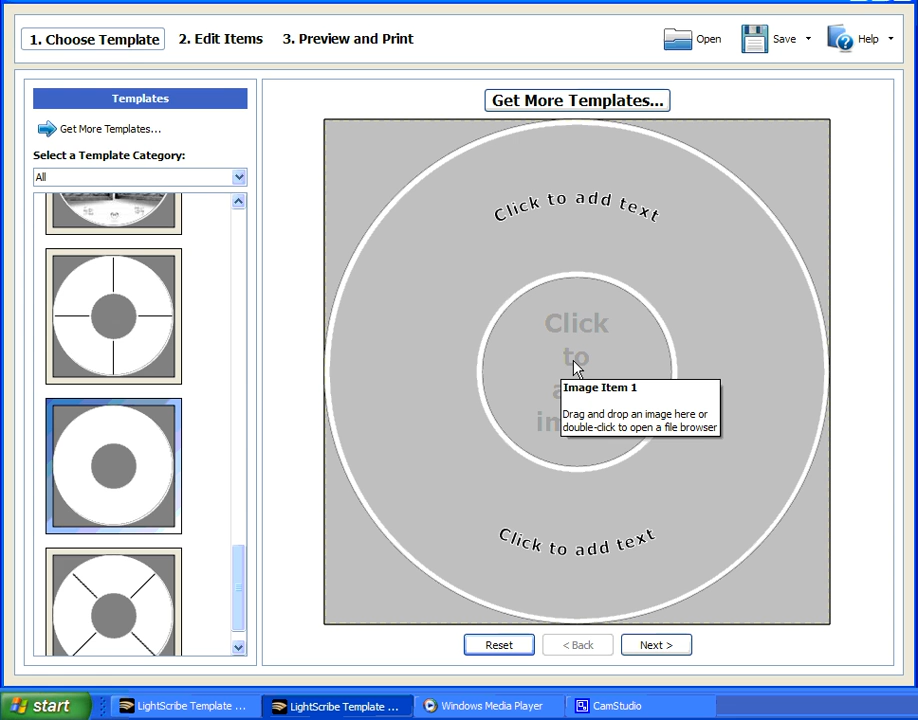 1. Choose Template
2. Edit Items
3. Preview and Print
Open
Save
Help
Templates
Get More Templates...
Select a Template Category:
All
Get More Templates...
Click to add text
Click
to
Image Item 1
Drag and drop an image here or
double-click to open a file browser
Click to add text
Reset
< Back
Next >
start
LightScribe Template ...
LightScribe Template ...
Windows Media Player
CamStudio